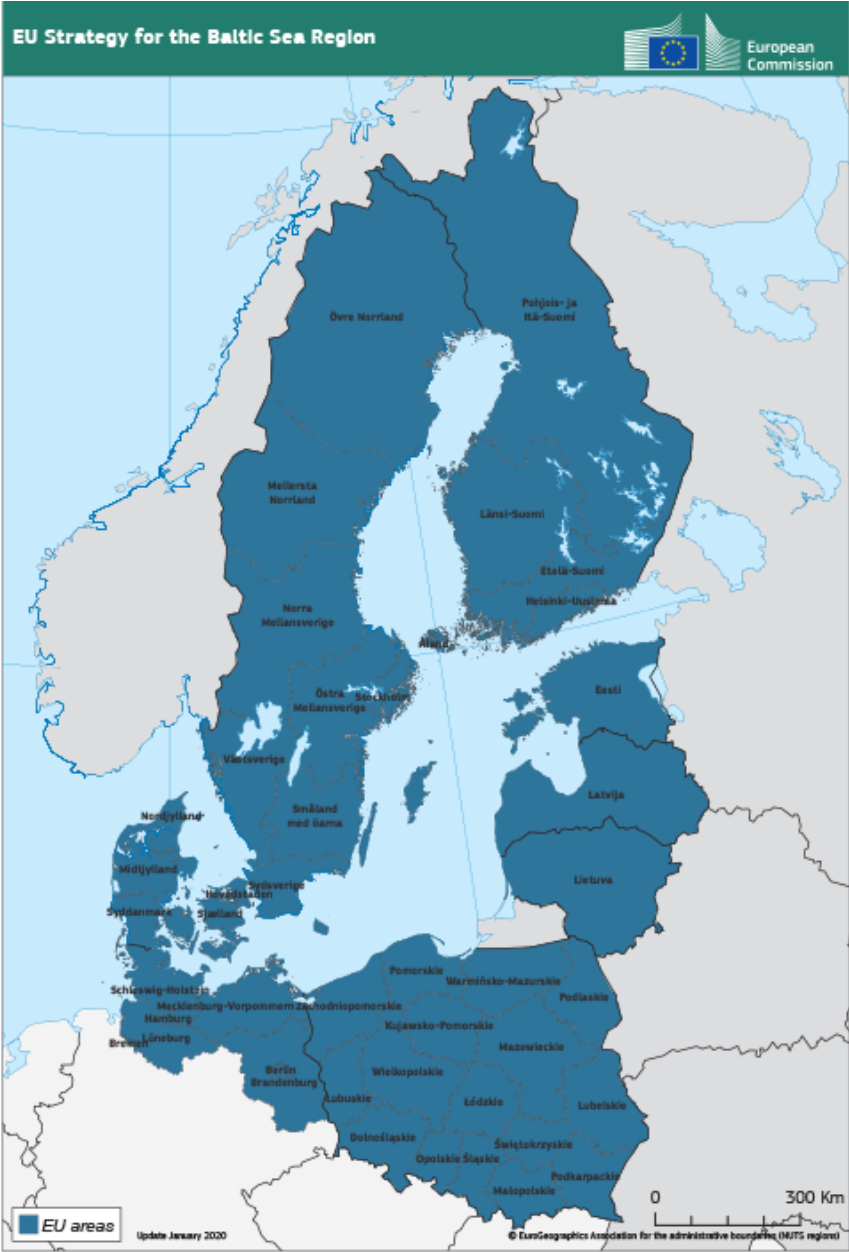 EU Strategy for the Baltic Sea Region
European
Commission
Övre Norrland
Pohjois- ja
Itä-Suomi
Mellersta
Norrland
Länsi-Suomi
Etelä-Suomi
Helsinki-Uusimaa
Norra
Mellansverige
Åland
Östra
Mellansverige
Stockholm
Eesti
Västsverige
Latvija
Småland
med öarna
Nordjylland
Midtjylland
Lietuva
Sydsverige
Hovedstaden
Syddanmark
Sjælland
Pomorskie
Warmińsko-Mazurskie
Schleswig-Holstein
Podlaskie
Mecklenburg-Vorpommern
Zachodniopomorskie
Hamburg
Kujawsko-Pomorskie
Bremen
Lüneburg
Mazowieckie
Berlin
Brandenburg
Wielkopolskie
Lubuskie
Łódzkie
Lubelskie
Dolnośląskie
Świętokrzyskie
Opolskie
Śląskie
Podkarpackie
Małopolskie
0
300 Km
EU areas
Update January 2020
© EuroGeographics Association for the administrative boundaries (NUTS regions)